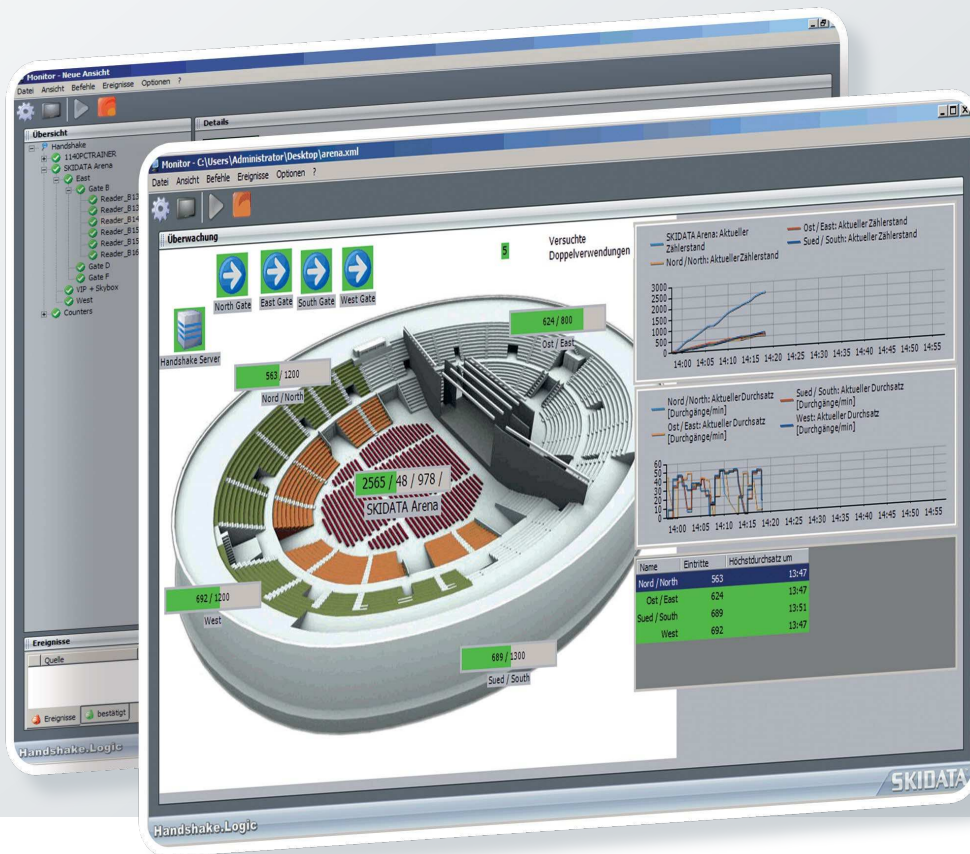 Monitor - Neue Ansicht
Datei Ansicht Befehle Ereignisse Optionen ?
Übersicht
Details
Handshake
1140PCTRAINER
SKIDATA Arena
East
Gate B
Reader_B13
Reader_B13
Reader_B14
Reader_B15
Reader_B15
Reader_B16
Gate D
Gate F
VIP + Skybox
West
Counters
Ereignisse
Quelle
Ereignisse
bestätigt
Handshake.Logic
Monitor - C:\Users\Administrator\Desktop\arena.xml
Datei Ansicht Befehle Ereignisse Optionen ?
Überwachung
North Gate
East Gate
South Gate
West Gate
Handshake Server
5
Versuchte
Doppelverwendungen
624 / 800
Ost / East
563 / 1200
Nord / North
2565 / 48 / 978 /
SKIDATA Arena
692 / 1200
West
689 / 1300
Sued / South
SKIDATA Arena: Aktueller
Zählerstand
Nord / North: Aktueller Zählerstand
Ost / East: Aktueller Zählerstand
Sued / South: Aktueller Zählerstand
3000
2500
2000
1500
1000
500
0
14:00 14:05 14:10 14:15 14:20 14:25 14:30 14:35 14:40 14:45 14:50 14:55
Nord / North: Aktueller Durchsatz
[Durchgänge/min]
Ost / East: Aktueller Durchsatz
[Durchgänge/min]
Sued / South: Aktueller Durchsatz
[Durchgänge/min]
West: Aktueller Durchsatz
[Durchgänge/min]
60
50
40
30
20
10
0
14:00 14:05 14:10 14:15 14:20 14:25 14:30 14:35 14:40 14:45 14:50 14:55
Name Eintritte Höchstdurchsatz um
Nord / North 563 13:47
Ost / East 624 13:47
Sued / South 689 13:51
West 692 13:47
SKIDATA
Handshake.Logic